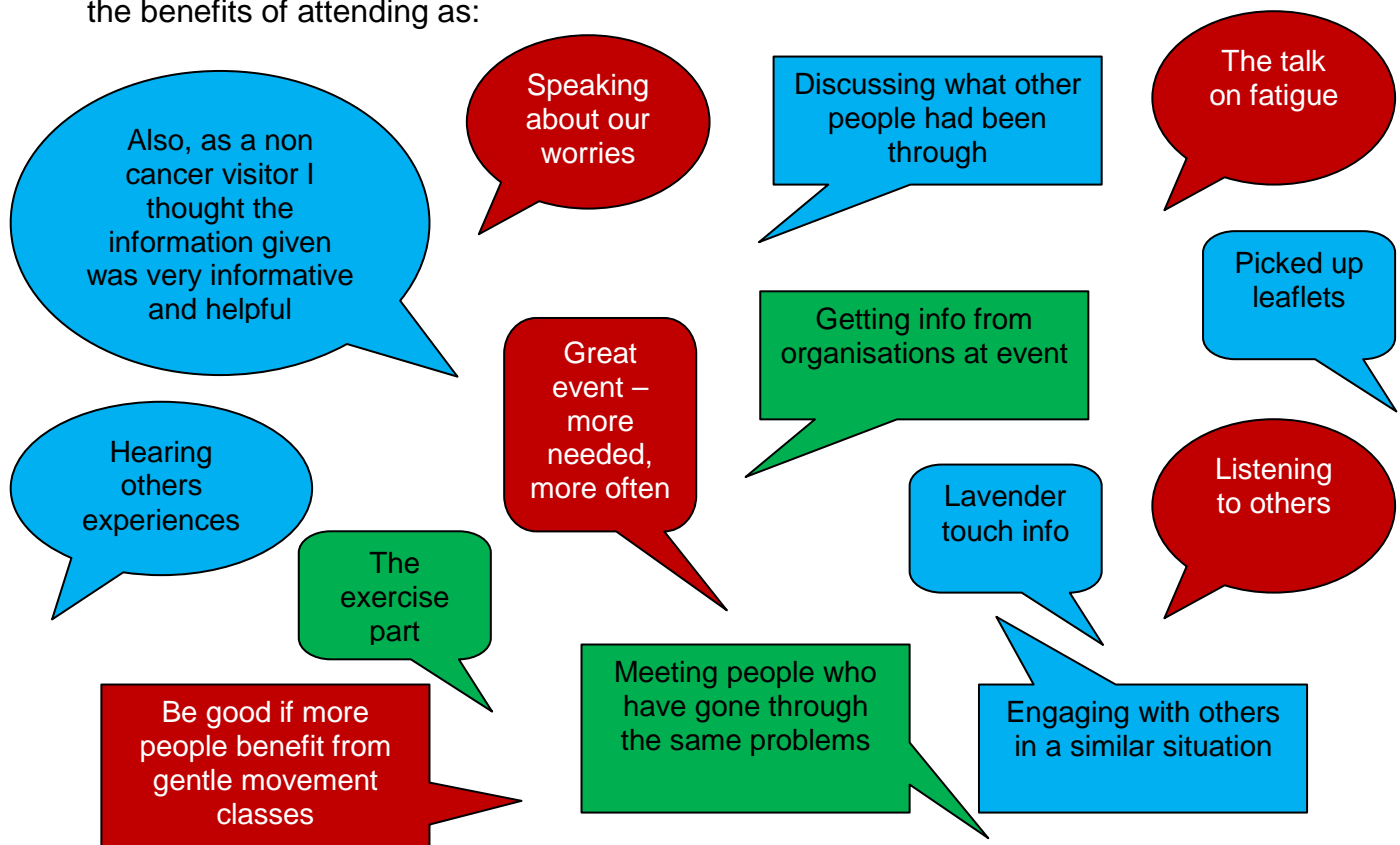 the benefits of attending as:
Also, as a non
cancer visitor I
thought the
information given
was very informative
and helpful
Speaking
about our
worries
Discussing what other
people had been
through
The talk
on fatigue
Picked up
leaflets
Getting info from
organisations at event
Great
event –
more
needed,
more often
Hearing
others
experiences
Lavender
touch info
Listening
to others
The
exercise
part
Meeting people who
have gone through
the same problems
Engaging with others
in a similar situation
Be good if more
people benefit from
gentle movement
classes